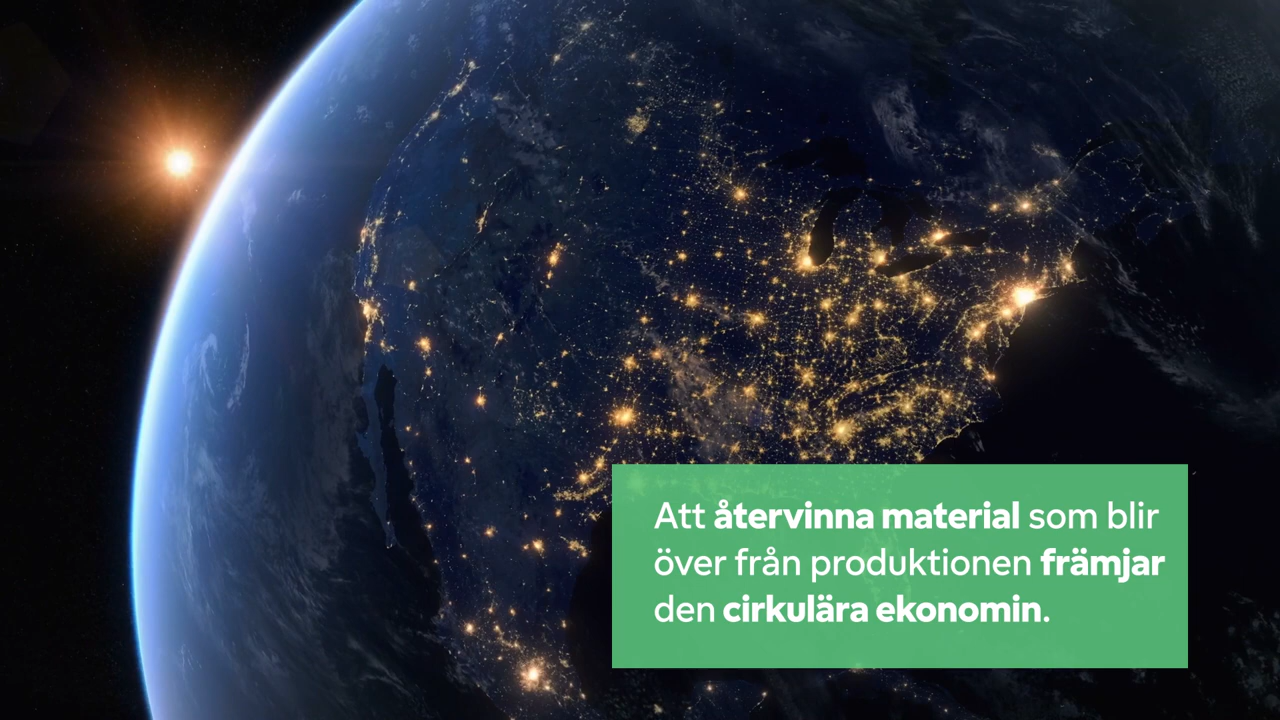 Att återvinna material som blir
över från produktionen främjar
den cirkulära ekonomin.